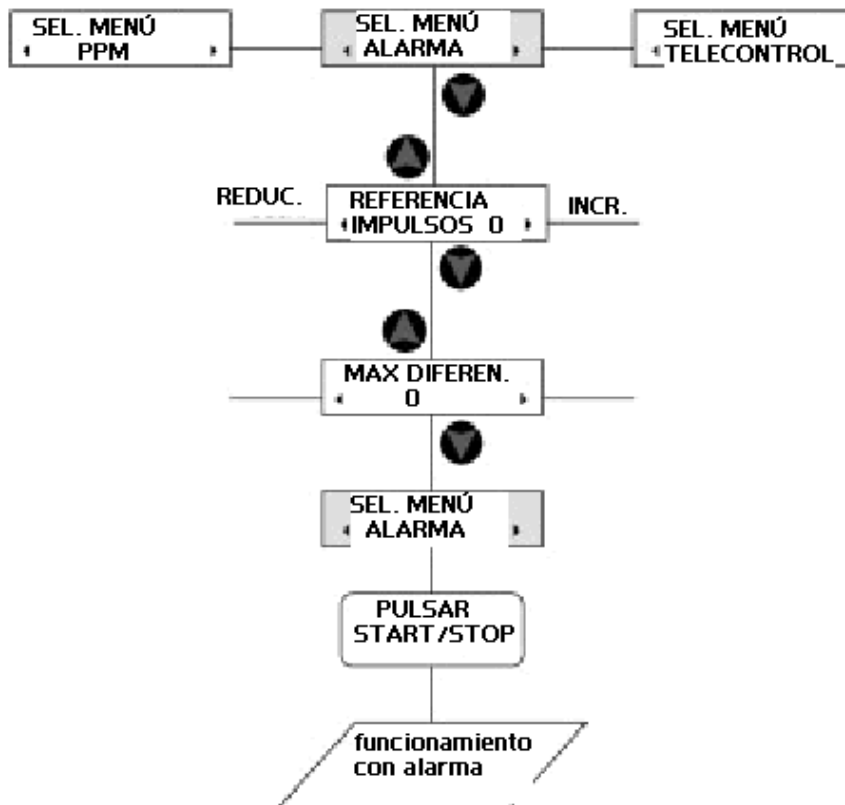 SEL. MENÚ
PPM
SEL. MENÚ
ALARMA
SEL. MENÚ
TELECONTROL
REDUC.
REFERENCIA
IMPULSOS 0
INCR.
MAX DIFEREN.
0
SEL. MENÚ
ALARMA
PULSAR
START/STOP
funcionamiento
con alarma